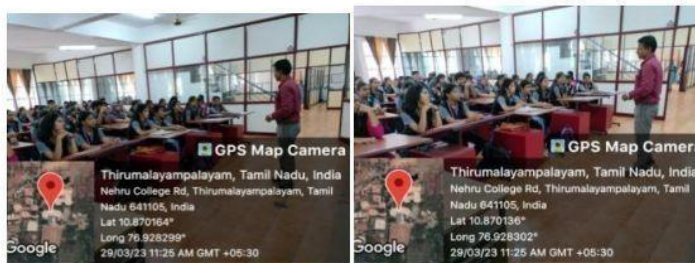 GPS Map Camera
Thirumalayampalayam, Tamil Nadu, India
Nehru College Rd, Thirumalayampalayam, Tamil
Nadu 641105, India
Lat 10.870164°
Long 76.928299°
29/03/23 11:25 AM GMT +05:30
Google
GPS Map Camera
Thirumalayampalayam, Tamil Nadu, India
Nehru College Rd, Thirumalayampalayam, Tamil
Nadu 641105, India
Lat 10.870136°
Long 76.928302°
29/03/23 11:25 AM GMT +05:30
Google